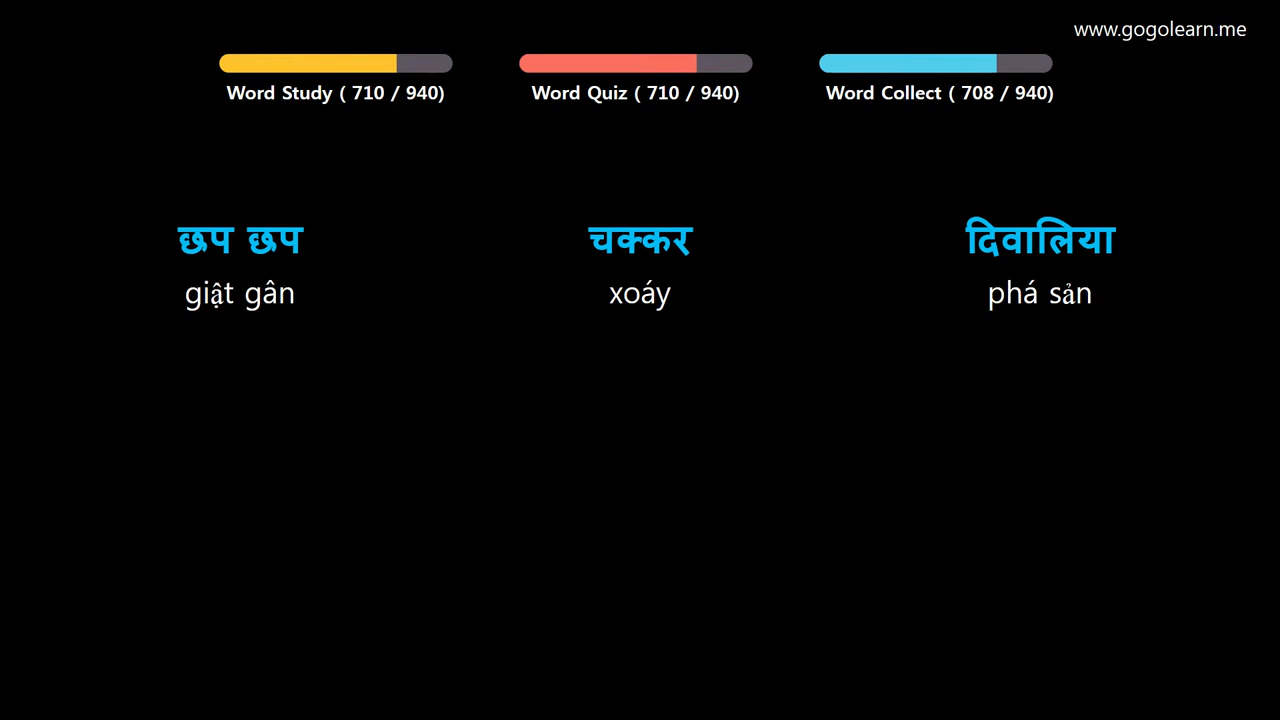 www.gogolearn.me
Word Study ( 710 / 940)
Word Quiz ( 710 / 940)
Word Collect ( 708 / 940)
छप छप
चक्कर
दिवालिया
giật gân
xoáy
phá sản